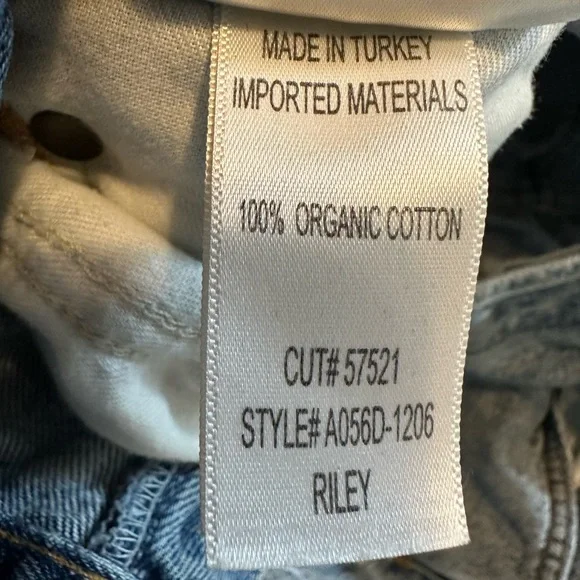 MADE IN TURKEY
IMPORTED MATERIALS
100% ORGANIC COTTON
CUT# 57521
STYLE# A056D-1206
RILEY